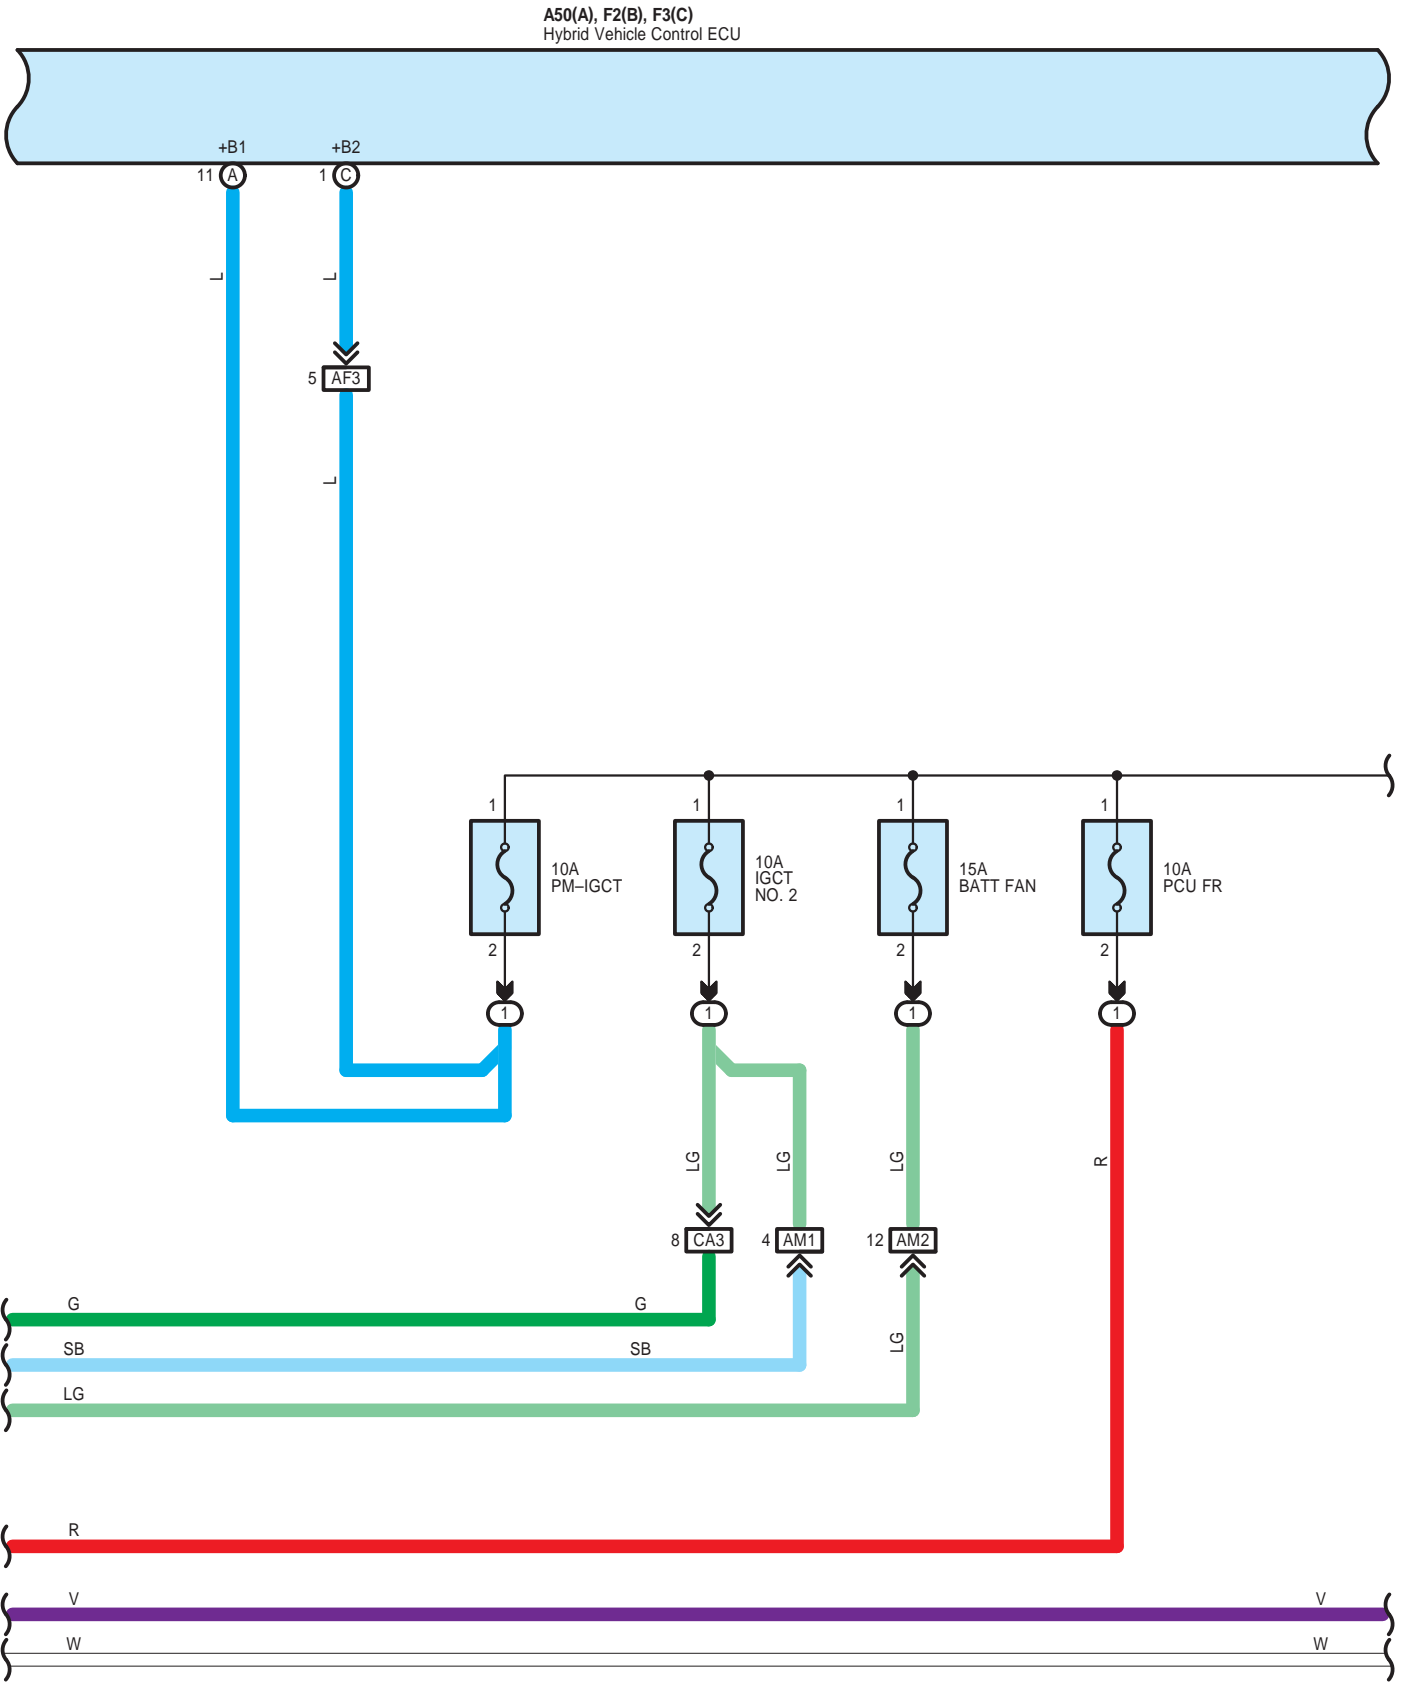 A50(A), F2(B), F3(C)
Hybrid Vehicle Control ECU
+B1
+B2
11 A
1 C
L
L
5 AF3
L
1
1
1
1
10A
PM–IGCT
10A
IGCT
NO. 2
15A
BATT FAN
10A
PCU FR
2
2
2
2
1
1
1
1
LG
LG
LG
R
8 CA3
4 AM1
12 AM2
G
G
LG
SB
SB
LG
R
V
V
W
W